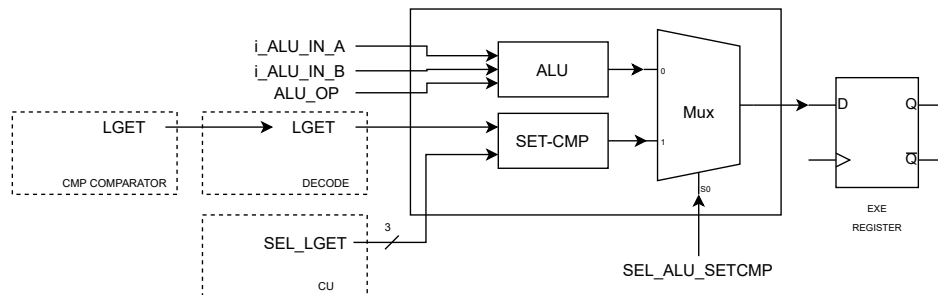 i_ALU_IN_A
i_ALU_IN_B
ALU_OP
ALU
0
Mux
D
Q
LGET
LGET
SET-CMP
1
Q
CMP COMPARATOR
DECODE
S0
EXE
REGISTER
3
SEL_LGET
SEL_ALU_SETCMP
CU